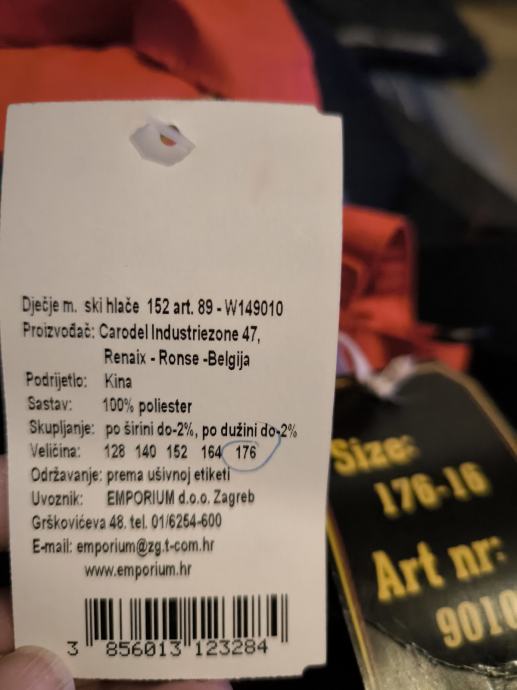 Dječje m. ski hlače 152 art. 89 - W149010
Proizvođač: Carodel Industriezone 47,
Renaix - Ronse -Belgija
Podrijetlo: Kina
Sastav: 100% poliester
Skupljanje: po širini do-2%, po dužini do-2%
Veličina: 128 140 152 164 176
Održavanje: prema ušivnoj etiketi
Uvoznik: EMPORIUM d.o.o. Zagreb
Grškovićeva 48. tel. 01/6254-600
E-mail: emporium@zg.t-com.hr
www.emporium.hr
3 856013 123284
Size:
176-16
Art nr:
9010